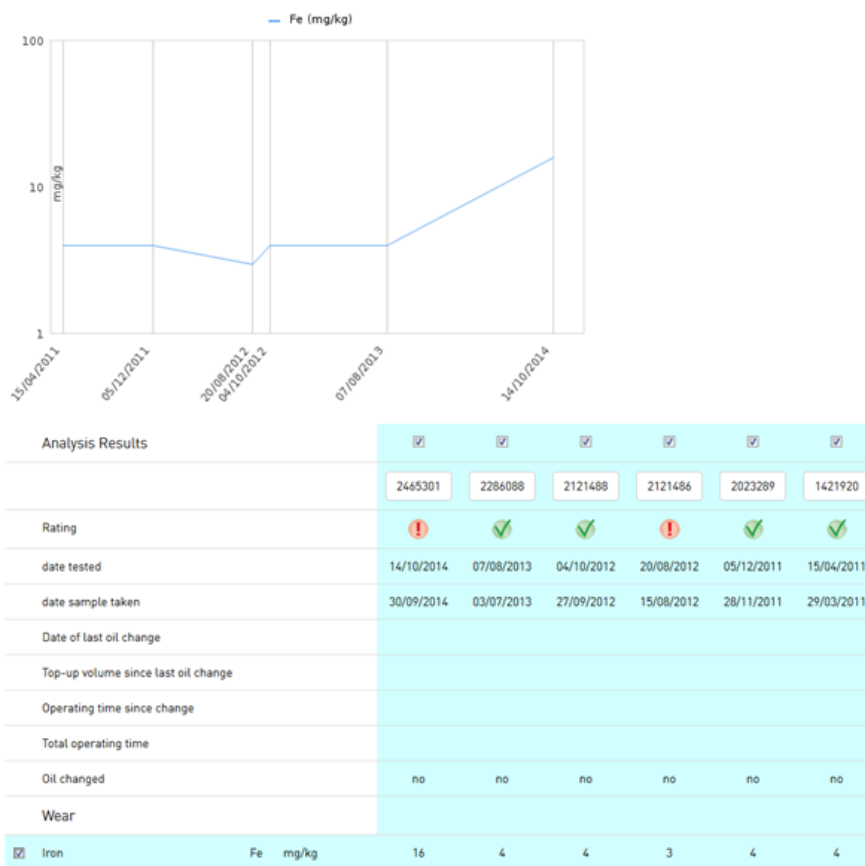 Fe (mg/kg)
100
10
1
mg/kg
15/04/2011
05/12/2011
20/08/2012
04/10/2012
07/08/2013
14/10/2014
Analysis Results
2465301 2286088 2121488 2121486 2023289 1421920
Rating
date tested 14/10/2014 07/08/2013 04/10/2012 20/08/2012 05/12/2011 15/04/2011
date sample taken 30/09/2014 03/07/2013 27/09/2012 15/08/2012 28/11/2011 29/03/2011
Date of last oil change
Top-up volume since last oil change
Operating time since change
Total operating time
Oil changed no no no no no no
Wear
Iron Fe mg/kg 16 4 4 3 4 4